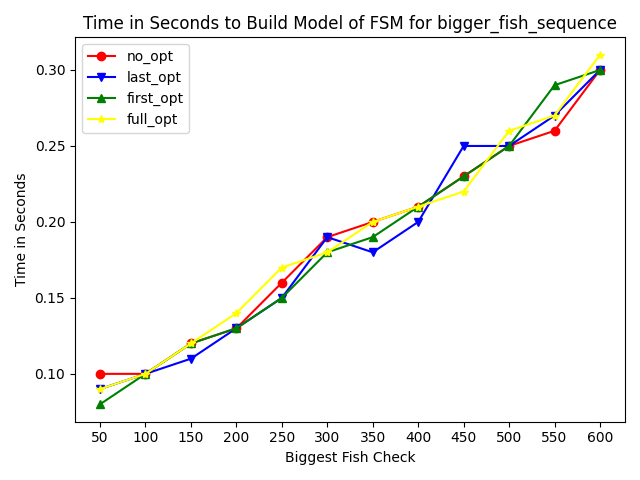 Time in Seconds to Build Model of FSM for bigger_fish_sequence
no_opt
last_opt
first_opt
full_opt
Time in Seconds
0.30
0.25
0.20
0.15
0.10
50 100 150 200 250 300 350 400 450 500 550 600
Biggest Fish Check